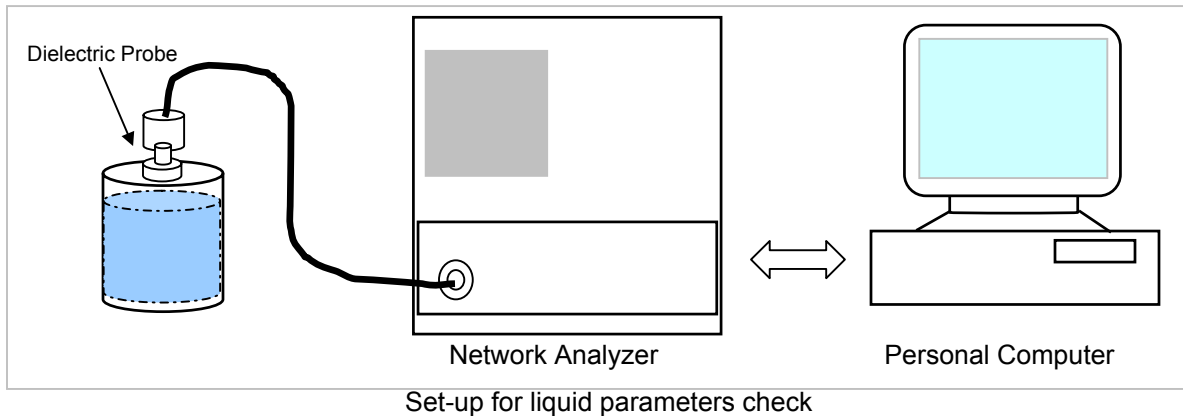 Dielectric Probe
Network Analyzer
Personal Computer
Set-up for liquid parameters check